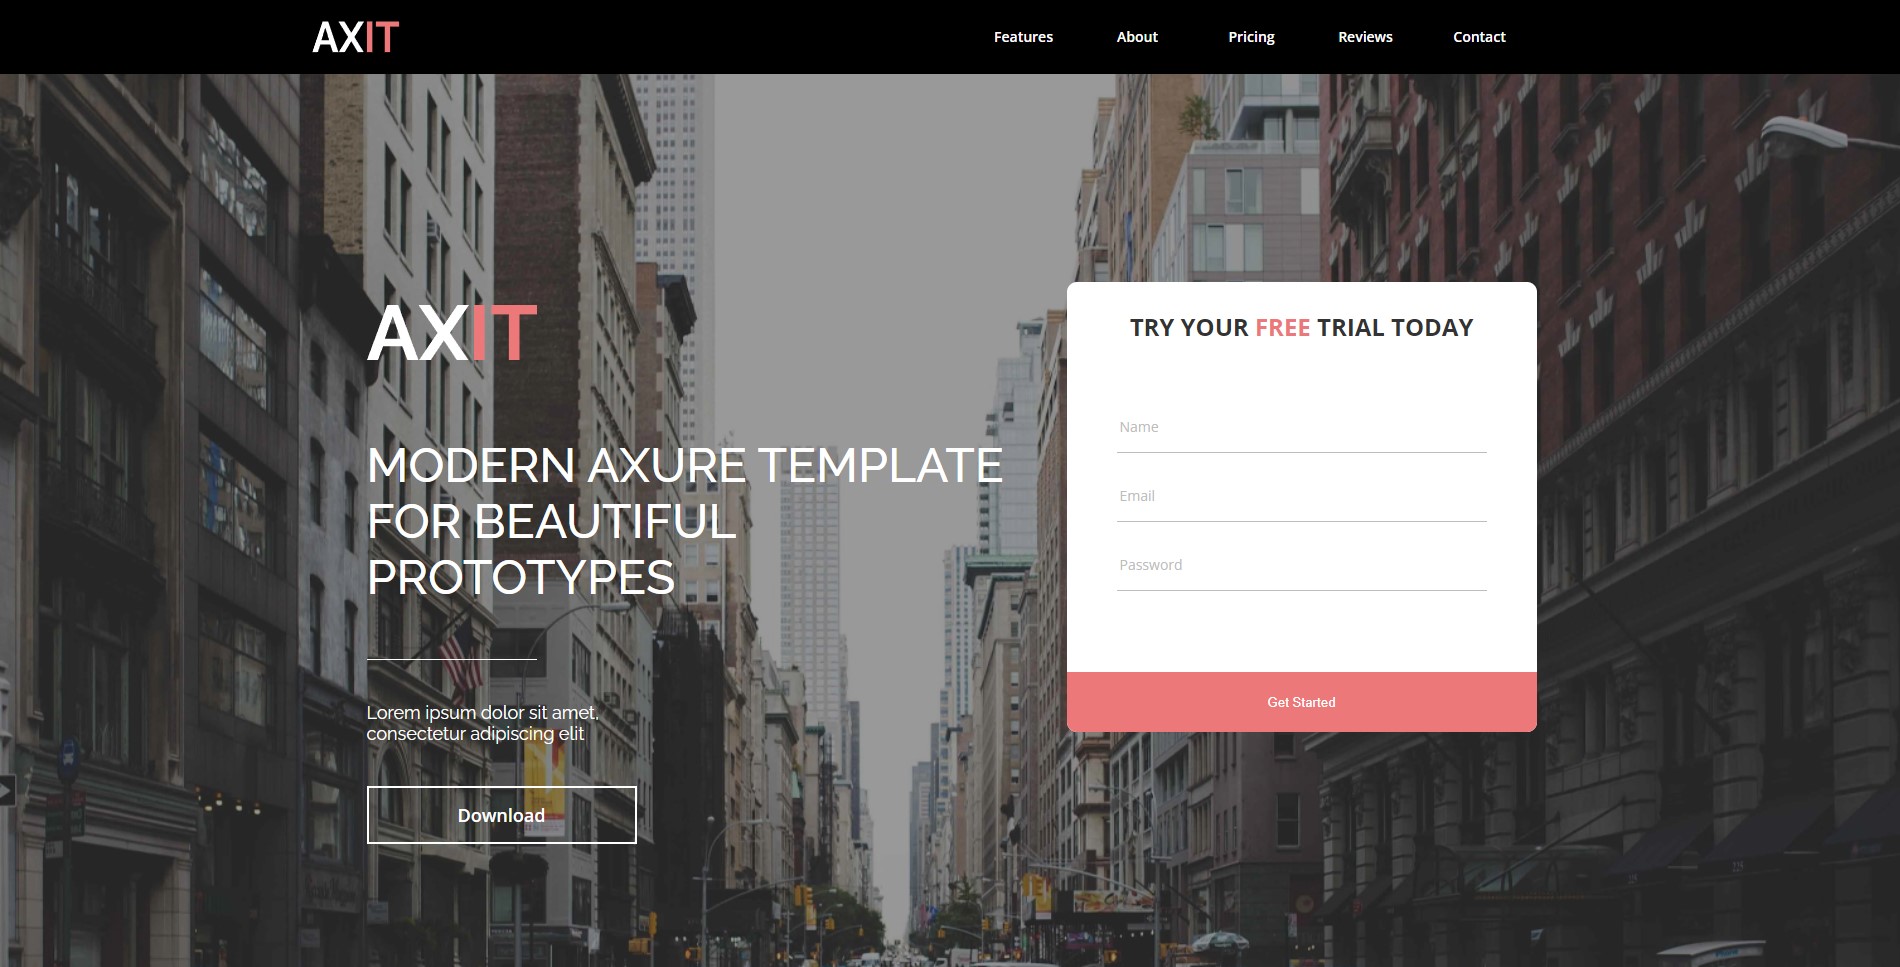 AXIT
Features About Pricing Reviews Contact
AXIT
MODERN AXURE TEMPLATE
FOR BEAUTIFUL
PROTOTYPES
Lorem ipsum dolor sit amet,
consectetur adipiscing elit
Download
TRY YOUR FREE TRIAL TODAY
Name
Email
Password
Get Started